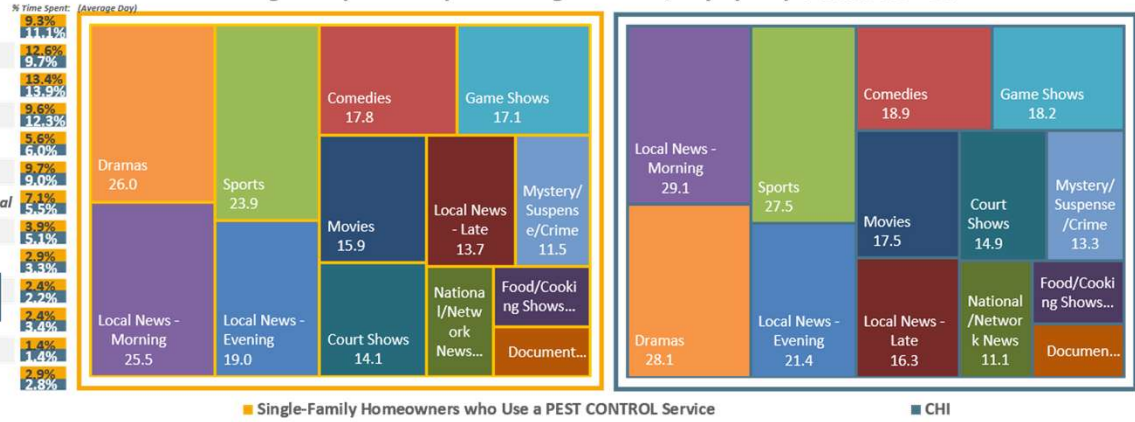 % Time Spent: (Average Day)
9.3%
11.1%
12.6%
9.7%
13.4%
13.9%
9.6%
12.3%
5.6%
6.0%
9.7%
9.0%
al
7.1%
5.5%
3.9%
5.1%
2.9%
3.3%
2.4%
2.2%
2.4%
3.4%
1.4%
1.4%
2.9%
2.8%
Dramas
26.0
Local News -
Morning
25.5
Sports
23.9
Local News -
Evening
19.0
Comedies
17.8
Game Shows
17.1
Movies
15.9
Local News
- Late
13.7
Mystery/
Suspens
e/Crime
11.5
Court Shows
14.1
Nationa
l/Netw
ork
News...
Food/Cooki
ng Shows...
Document...
Local News -
Morning
29.1
Dramas
28.1
Sports
27.5
Local News -
Evening
21.4
Comedies
18.9
Game Shows
18.2
Movies
17.5
Court
Shows
14.9
Mystery/
Suspense
/Crime
13.3
Local News -
Late
16.3
National
/Networ
k News
11.1
Food/Cooki
ng Shows...
Documen...
Single-Family Homeowners who Use a PEST CONTROL Service
CHI